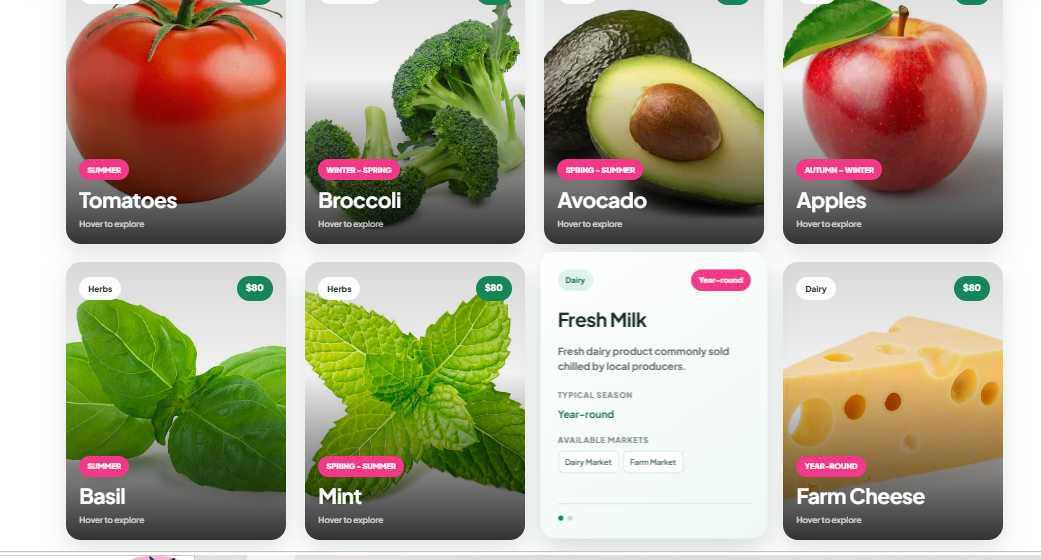 SUMMER
Tomatoes
Hover to explore
WINTER – SPRING
Broccoli
Hover to explore
SPRING – SUMMER
Avocado
Hover to explore
AUTUMN – WINTER
Apples
Hover to explore
Herbs
$80
SUMMER
Basil
Hover to explore
Herbs
$80
SPRING – SUMMER
Mint
Hover to explore
Dairy
Year-round
Fresh Milk
Fresh dairy product commonly sold
chilled by local producers.
TYPICAL SEASON
Year-round
AVAILABLE MARKETS
Dairy Market
Farm Market
Dairy
$80
YEAR-ROUND
Farm Cheese
Hover to explore